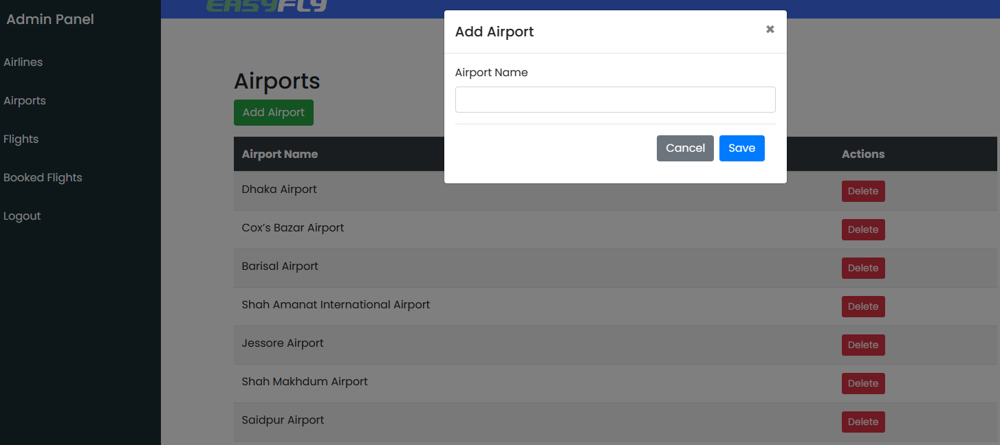 Admin Panel
Airlines
Airports
Flights
Booked Flights
Logout
EASYFLY
Airports
Add Airport
Airport Name Actions
Dhaka Airport Delete
Cox’s Bazar Airport Delete
Barisal Airport Delete
Shah Amanat International Airport Delete
Jessore Airport Delete
Shah Makhdum Airport Delete
Saidpur Airport Delete
Add Airport ×
Airport Name
Cancel Save